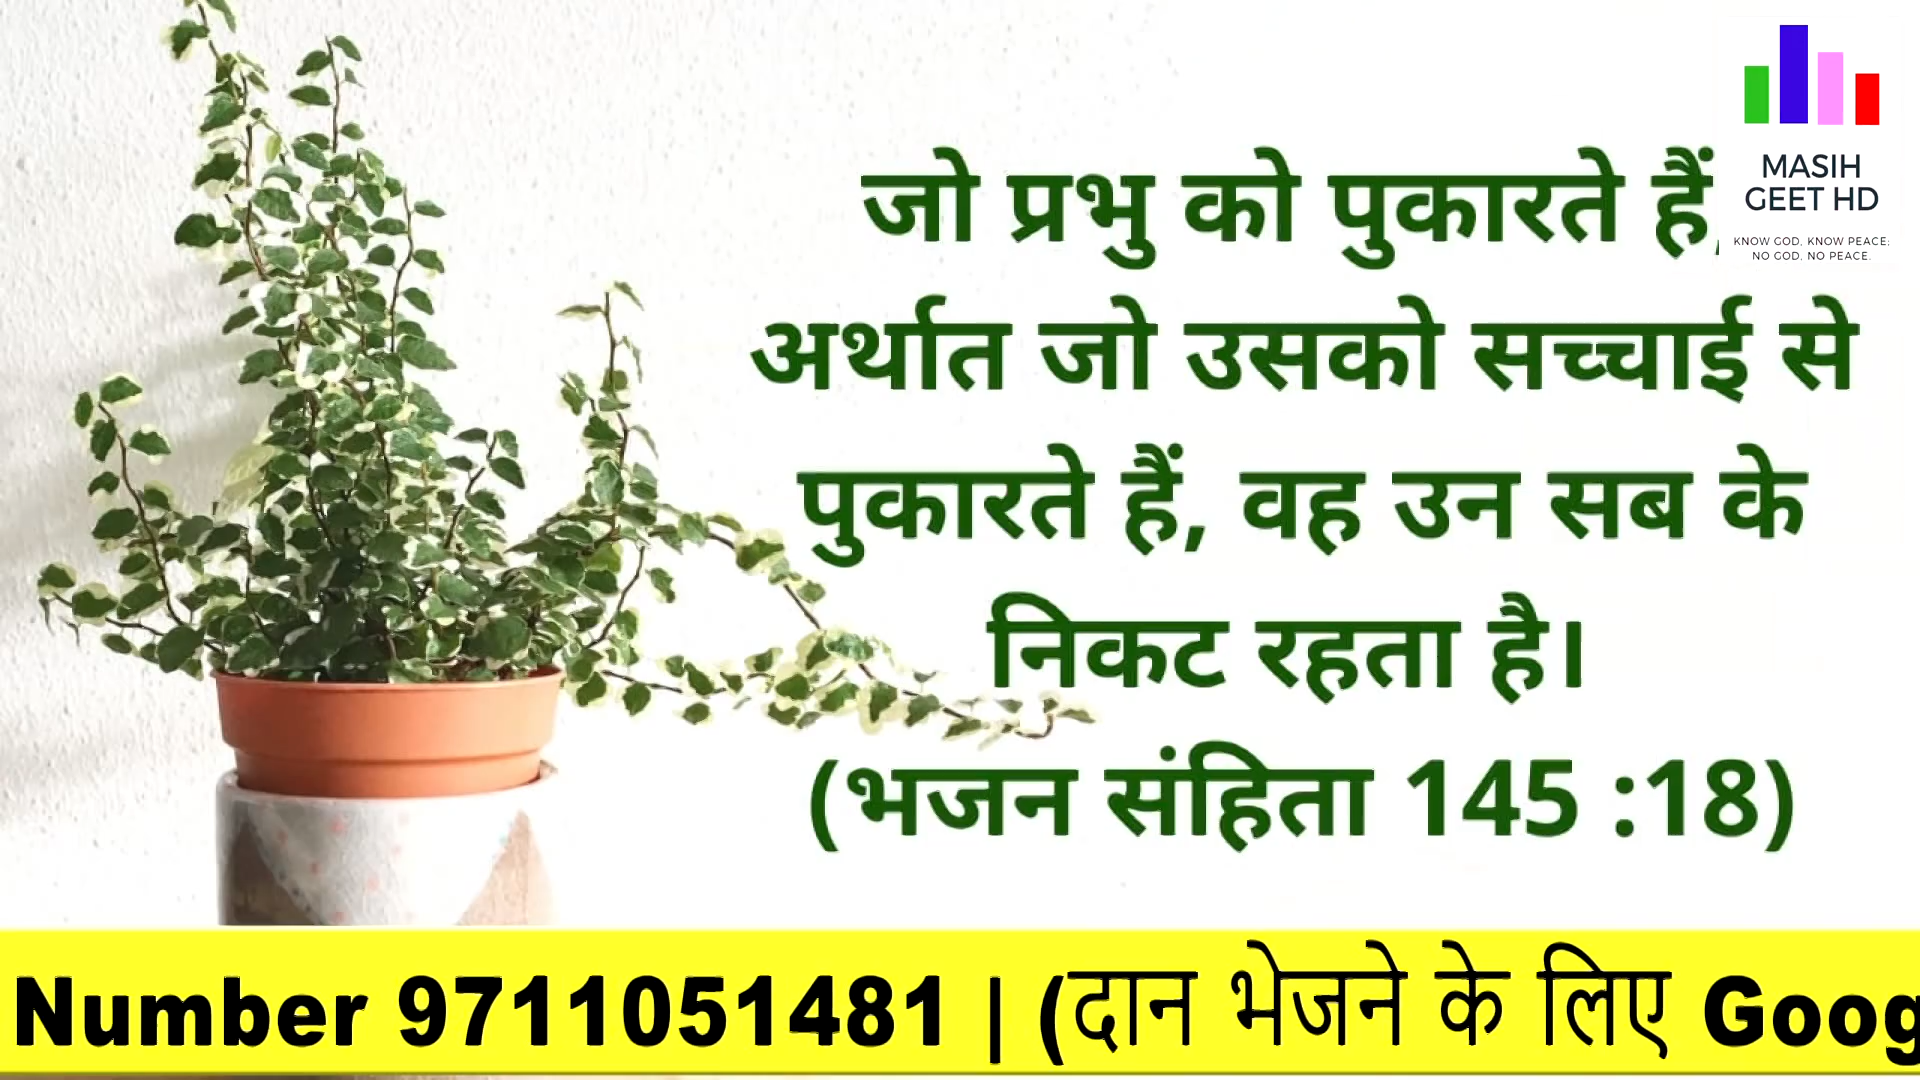 जो प्रभु को पुकारते हैं,
अर्थात जो उसको सच्चाई से
पुकारते हैं, वह उन सब के
निकट रहता है।
(भजन संहिता 145 :18)
MASIH
GEET HD
KNOW GOD, KNOW PEACE;
NO GOD, NO PEACE.
Number 9711051481 | (दान भेजने के लिए Goog